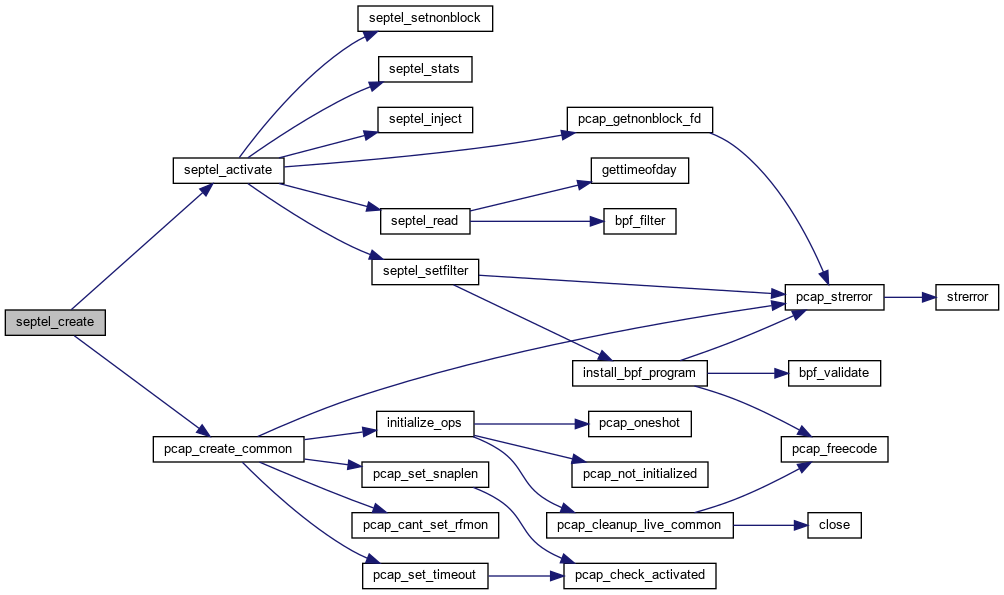 septel_setnonblock
septel_stats
septel_inject
pcap_getnonblock_fd
septel_activate
gettimeofday
septel_read
bpf_filter
septel_setfilter
pcap_strerror
strerror
septel_create
install_bpf_program
bpf_validate
initialize_ops
pcap_oneshot
pcap_create_common
pcap_freecode
pcap_set_snaplen
pcap_not_initialized
pcap_cant_set_rfmon
pcap_cleanup_live_common
close
pcap_set_timeout
pcap_check_activated